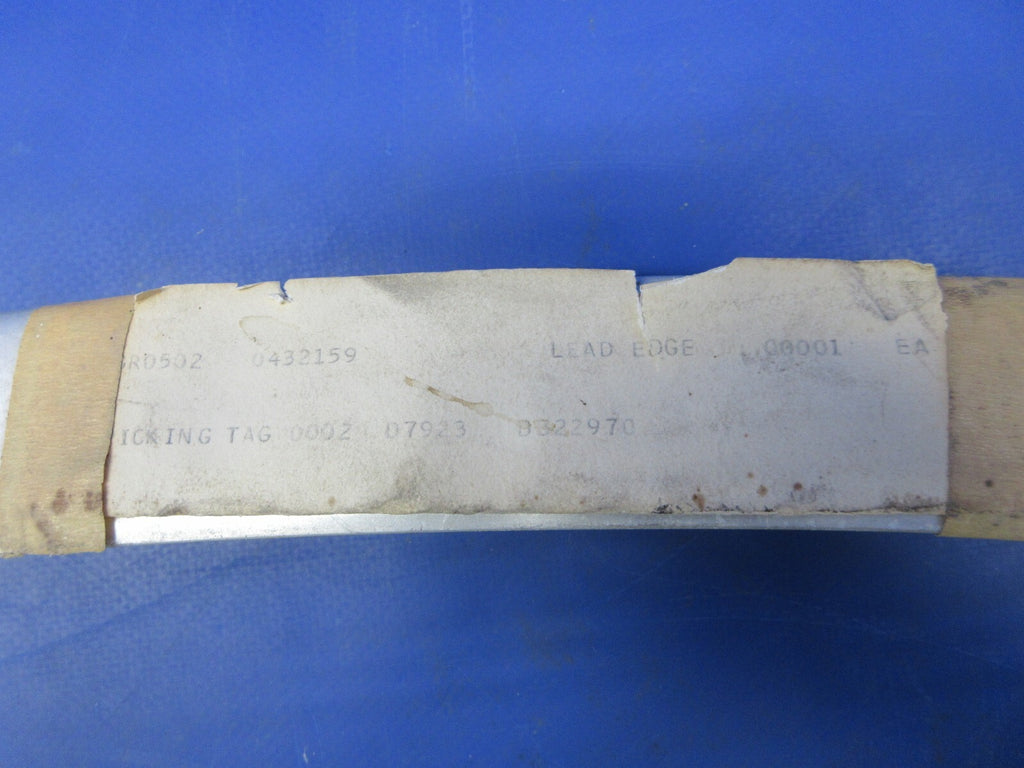 RD502 0432159 LEAD EDGE 00001 EA
ICKING TAG 0002 07923 B322970